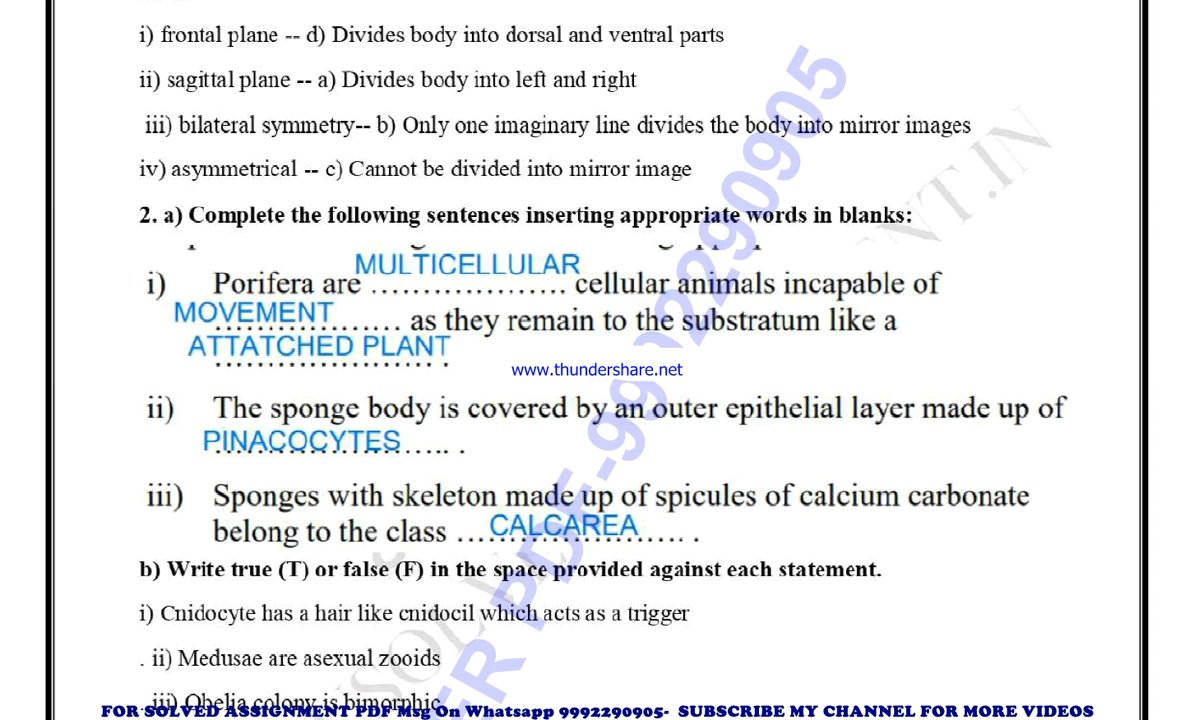 i) frontal plane -- d) Divides body into dorsal and ventral parts
ii) sagittal plane -- a) Divides body into left and right
iii) bilateral symmetry-- b) Only one imaginary line divides the body into mirror images
iv) asymmetrical -- c) Cannot be divided into mirror image
2. a) Complete the following sentences inserting appropriate words in blanks:
MULTICELLULAR
i) Porifera are ................... cellular animals incapable of
MOVEMENT
.................. as they remain to the substratum like a
ATTATCHED PLANT
www.thundershare.net
ii) The sponge body is covered by an outer epithelial layer made up of
PINACOCYTES..... .
iii) Sponges with skeleton made up of spicules of calcium carbonate
belong to the class ...CALCAREA..... .
b) Write true (T) or false (F) in the space provided against each statement.
i) Cnidocyte has a hair like cnidocil which acts as a trigger
. ii) Medusae are asexual zooids
iii) Obelia colony is bimorphic
FOR SOLVED ASSIGNMENT PDF Msg On Whatsapp 9992290905- SUBSCRIBE MY CHANNEL FOR MORE VIDEOS